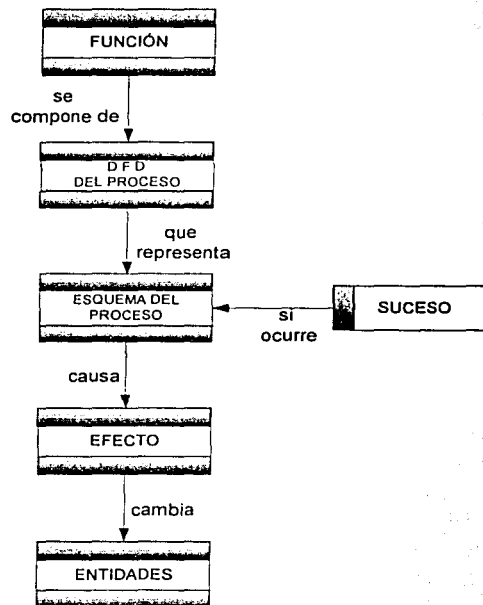 FUNCIÓN
se
compone de
D F D
DEL PROCESO
que
representa
ESQUEMA DEL
PROCESO
si
ocurre
SUCESO
causa
EFECTO
cambia
ENTIDADES